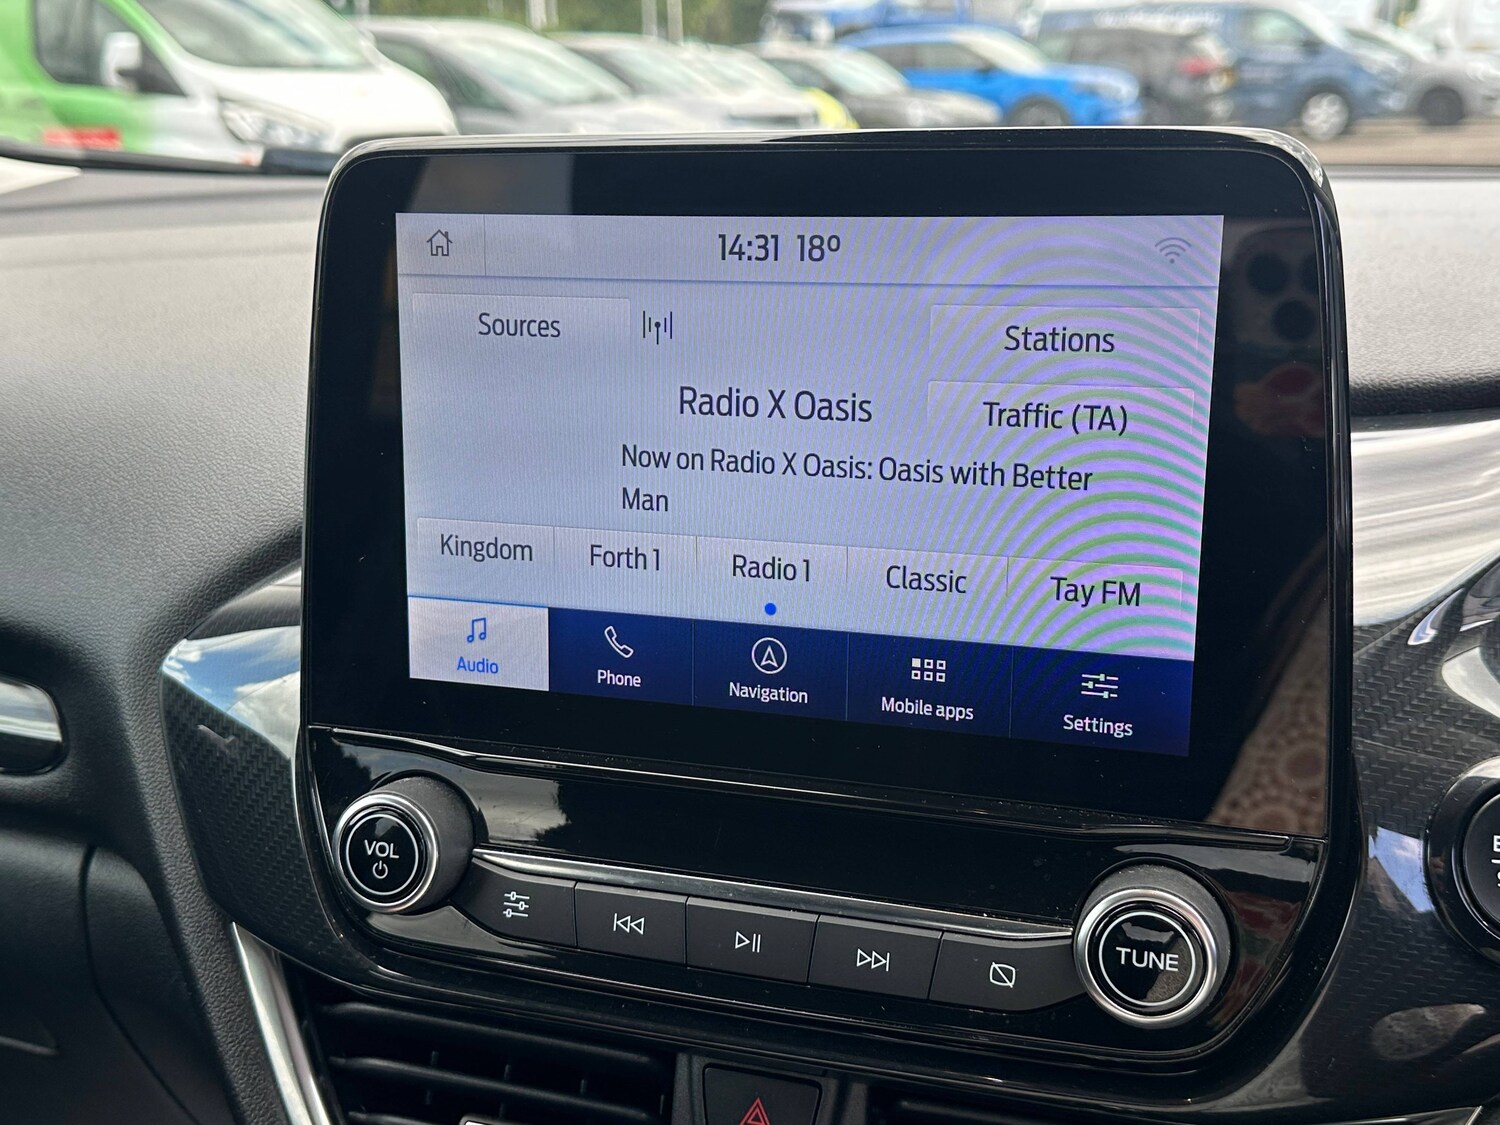 14:31 18°
Sources
Stations
Radio X Oasis
Traffic (TA)
Now on Radio X Oasis: Oasis with Better
Man
Kingdom Forth 1 Radio 1 Classic Tay FM
Audio Phone Navigation Mobile apps Settings
VOL
TUNE